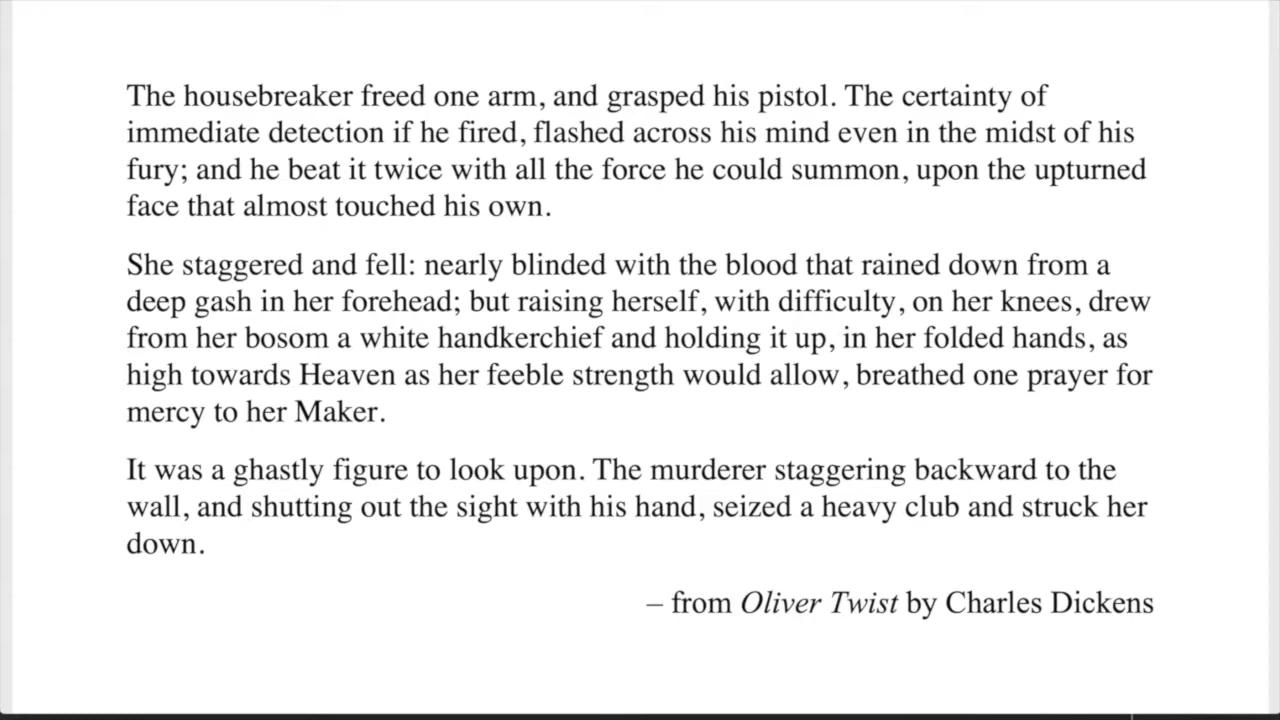 The housebreaker freed one arm, and grasped his pistol. The certainty of
immediate detection if he fired, flashed across his mind even in the midst of his
fury; and he beat it twice with all the force he could summon, upon the upturned
face that almost touched his own.
She staggered and fell: nearly blinded with the blood that rained down from a
deep gash in her forehead; but raising herself, with difficulty, on her knees, drew
from her bosom a white handkerchief and holding it up, in her folded hands, as
high towards Heaven as her feeble strength would allow, breathed one prayer for
mercy to her Maker.
It was a ghastly figure to look upon. The murderer staggering backward to the
wall, and shutting out the sight with his hand, seized a heavy club and struck her
down.
– from Oliver Twist by Charles Dickens